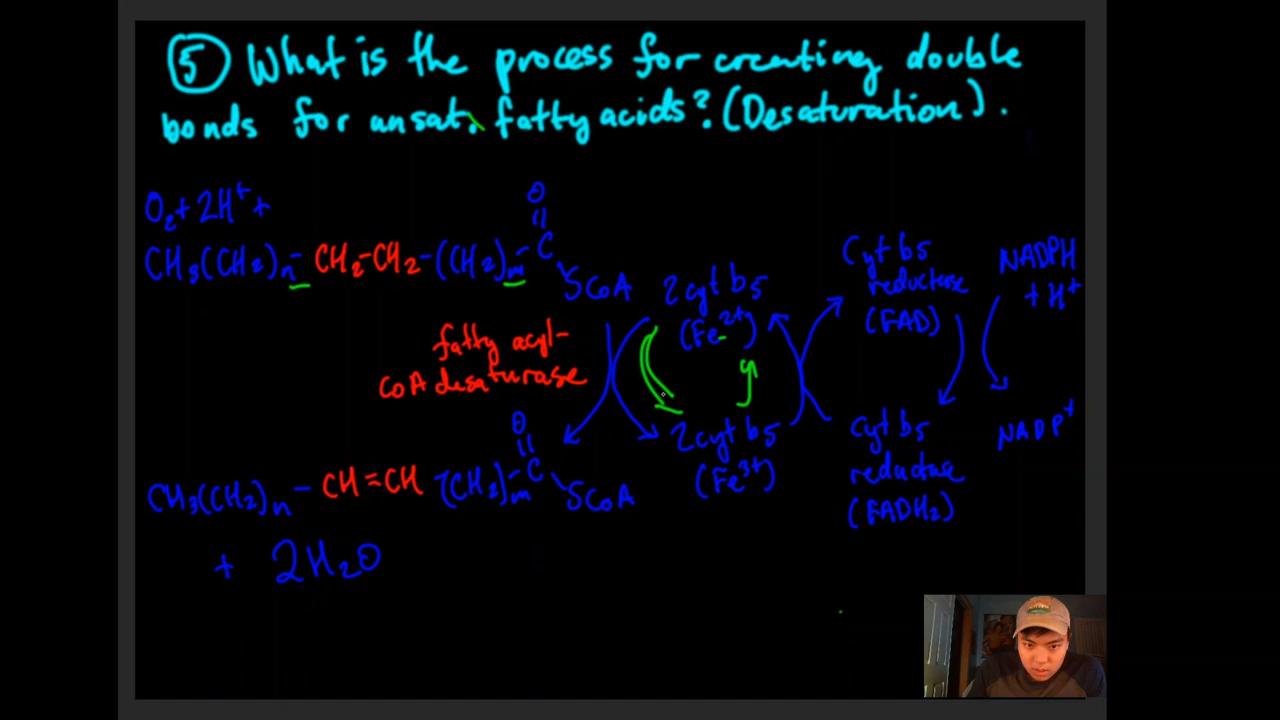 ⑤ What is the process for creating double
bonds for unsat. fatty acids? (Desaturation).
O₂ + 2H⁺ +
CH₃(CH₂)n - CH₂-CH₂ -(CH₂)m - C
O
SCoA
fatty acyl-
CoA desaturase
2 cyt b5
(Fe²⁺)
Cyt b5
reductase
(FAD)
NADPH
+ H⁺
CH₃(CH₂)n - CH=CH -(CH₂)m - C
O
SCoA
2 cyt b5
(Fe³⁺)
Cyt b5
reductase
(FADH₂)
NADP⁺
+ 2H₂O